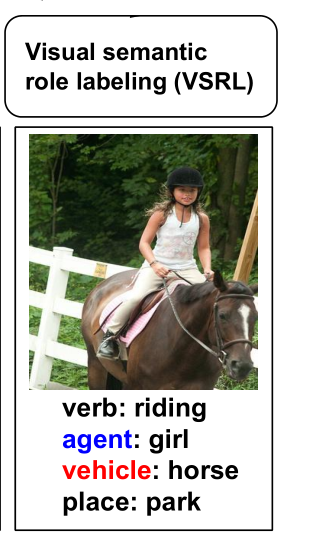 Visual semantic
role labeling (VSRL)
verb: riding
agent: girl
vehicle: horse
place: park